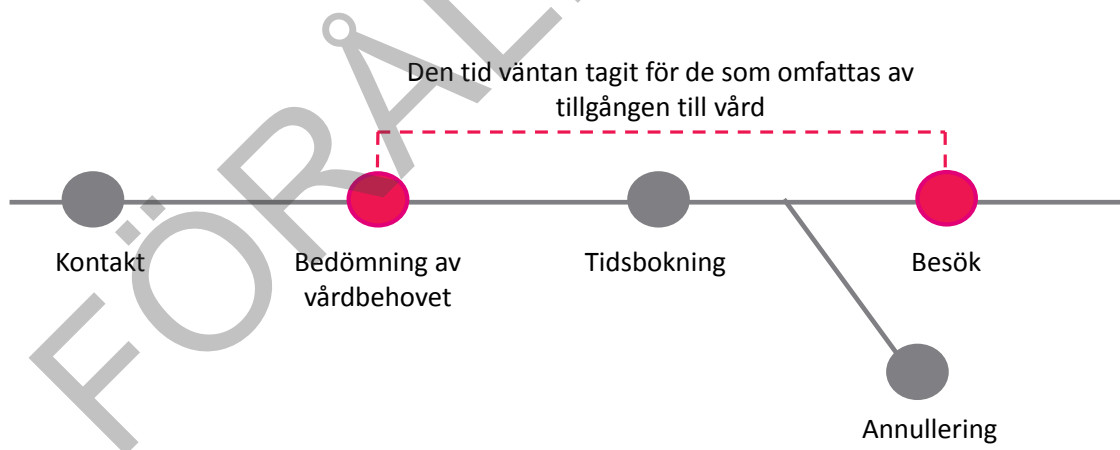 Den tid väntan tagit för de som omfattas av
tillgången till vård
Kontakt
Bedömning av
vårdbehovet
Tidsbokning
Besök
Annullering